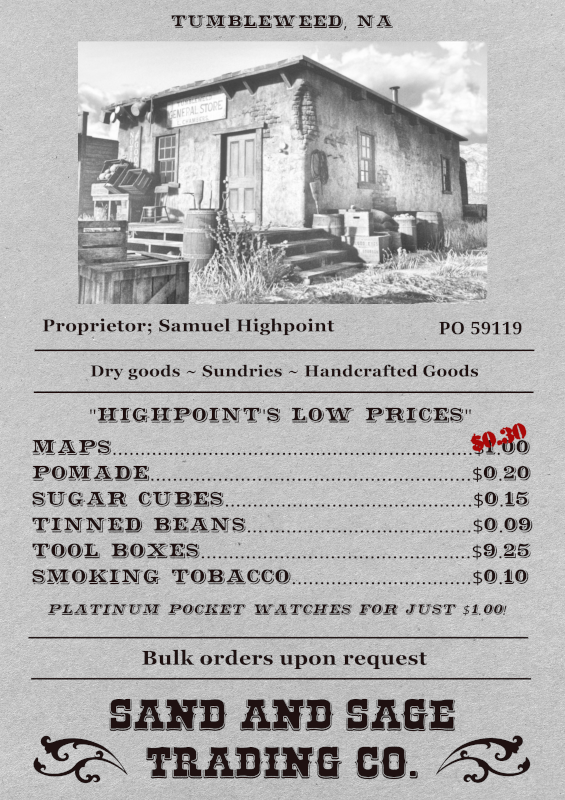 TUMBLEWEED, NA
GENERAL STORE
Proprietor; Samuel Highpoint
PO 59119
Dry goods ~ Sundries ~ Handcrafted Goods
"HIGHPOINT'S LOW PRICES"
$0.30
MAPS........................................$1.00
POMADE........................................$0.20
SUGAR CUBES........................................$0.15
TINNED BEANS........................................$0.09
TOOL BOXES........................................$9.25
SMOKING TOBACCO........................................$0.10
PLATINUM POCKET WATCHES FOR JUST $1.00!
Bulk orders upon request
SAND AND SAGE
TRADING CO.